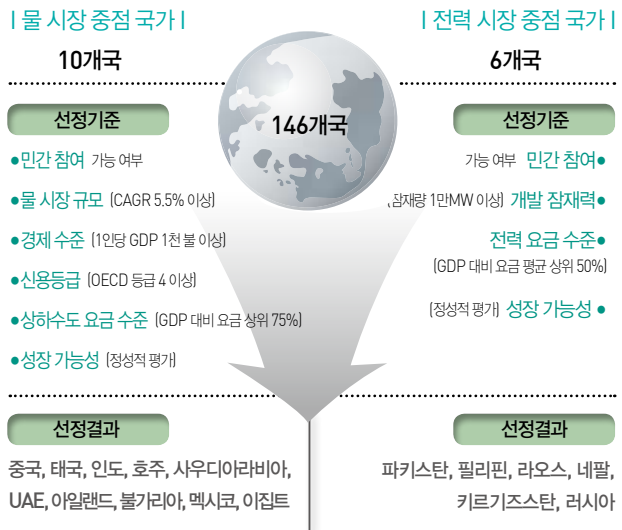 | 물 시장 중점 국가 |
10개국
선정기준
●민간 참여 가능 여부
●물 시장 규모 (CAGR 5.5% 이상)
●경제 수준 (1인당 GDP 1천 불 이상)
●신용등급 (OECD 등급 4 이상)
●상하수도 요금 수준 (GDP 대비 요금 상위 75%)
●성장 가능성 (정성적 평가)
선정결과
중국, 태국, 인도, 호주, 사우디아라비아,
UAE, 아일랜드, 불가리아, 멕시코, 이집트
146개국
| 전력 시장 중점 국가 |
6개국
선정기준
가능 여부 민간 참여●
(잠재량 1만MW 이상) 개발 잠재력●
전력 요금 수준●
(GDP 대비 요금 평균 상위 50%)
(정성적 평가) 성장 가능성 ●
선정결과
파키스탄, 필리핀, 라오스, 네팔,
키르기즈스탄, 러시아